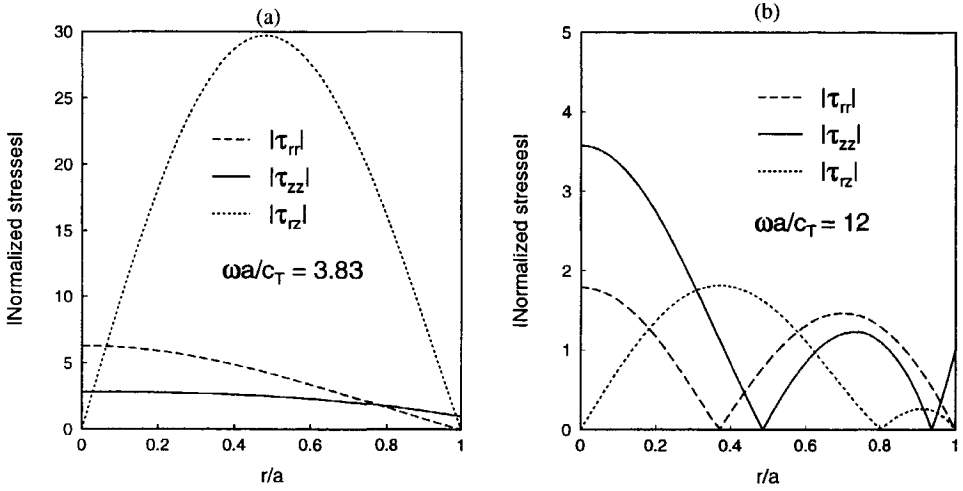 (a)
30
25
20
15
10
5
0
|Normalized stresses|
|τrr|
|τzz|
|τrz|
ωa/cT = 3.83
0 0.2 0.4 0.6 0.8 1
r/a
(b)
5
4
3
2
1
0
|Normalized stresses|
|τrr|
|τzz|
|τrz|
ωa/cT = 12
0 0.2 0.4 0.6 0.8 1
r/a